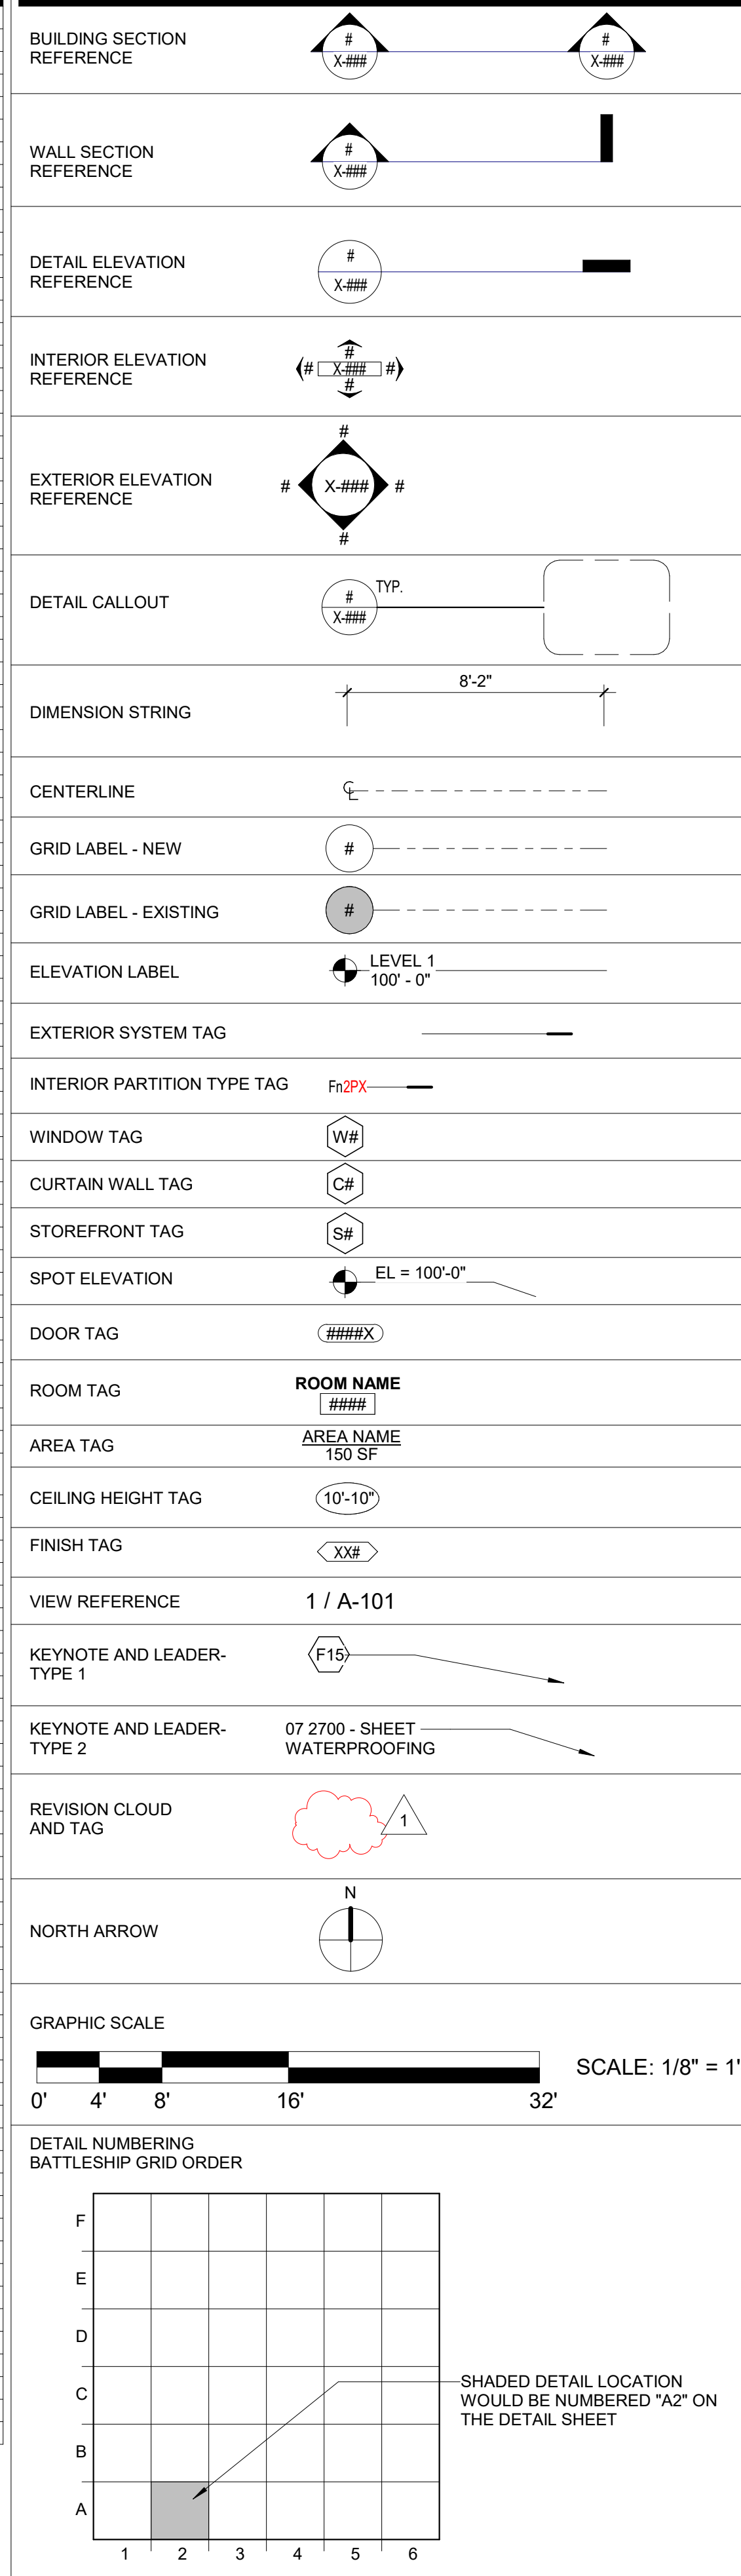 BUILDING SECTION
REFERENCE
#
X-###
#
X-###
WALL SECTION
REFERENCE
#
X-###
DETAIL ELEVATION
REFERENCE
#
X-###
INTERIOR ELEVATION
REFERENCE
#
# X-### #
#
EXTERIOR ELEVATION
REFERENCE
#
# X-### #
#
DETAIL CALLOUT
#
X-###
TYP.
DIMENSION STRING
8'-2"
CENTERLINE
GRID LABEL - NEW
#
GRID LABEL - EXISTING
#
ELEVATION LABEL
LEVEL 1
100' - 0"
EXTERIOR SYSTEM TAG
INTERIOR PARTITION TYPE TAG
Fn2PX
WINDOW TAG
W#
CURTAIN WALL TAG
C#
STOREFRONT TAG
S#
SPOT ELEVATION
EL = 100'-0"
DOOR TAG
####X
ROOM TAG
ROOM NAME
####
AREA TAG
AREA NAME
150 SF
CEILING HEIGHT TAG
10'-10"
FINISH TAG
XX#
VIEW REFERENCE
1 / A-101
KEYNOTE AND LEADER-
TYPE 1
F15
KEYNOTE AND LEADER-
TYPE 2
07 2700 - SHEET
WATERPROOFING
REVISION CLOUD
AND TAG
1
NORTH ARROW
N
GRAPHIC SCALE
SCALE: 1/8" = 1'
0' 4' 8' 16' 32'
DETAIL NUMBERING
BATTLESHIP GRID ORDER
F
E
D
C
SHADED DETAIL LOCATION
WOULD BE NUMBERED "A2" ON
THE DETAIL SHEET
B
A
1 2 3 4 5 6